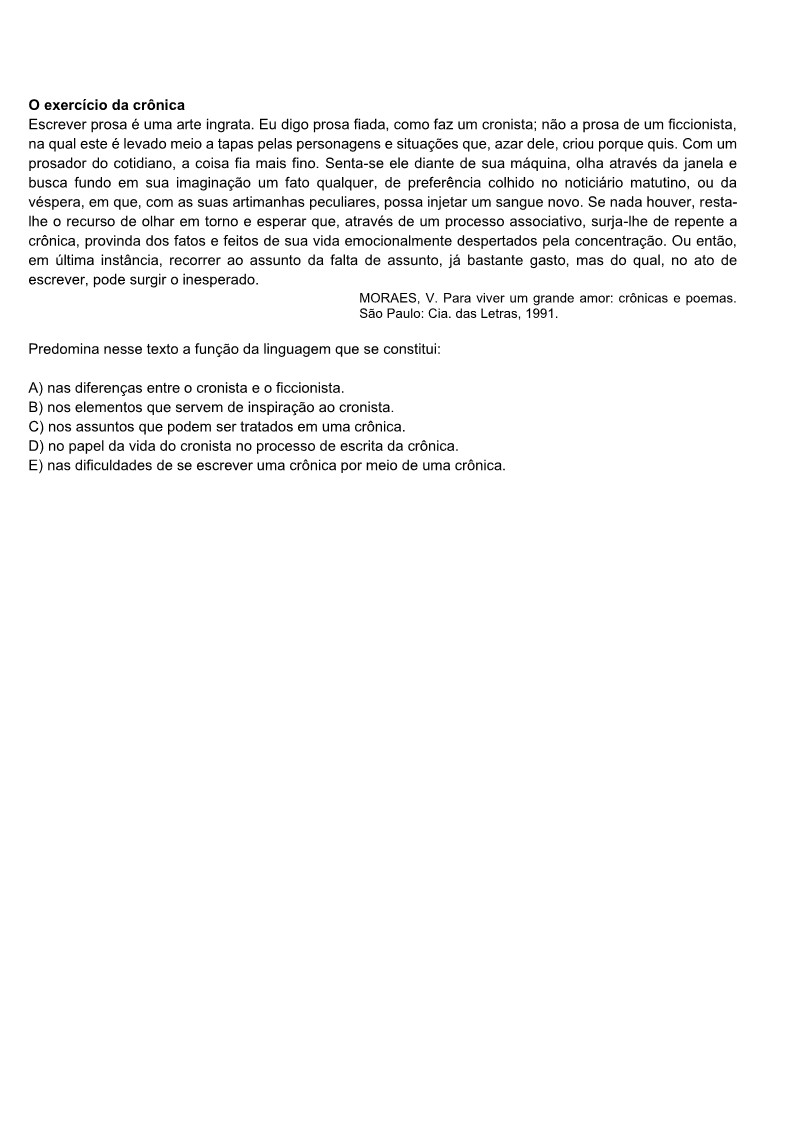 O exercício da crônica
Escrever prosa é uma arte ingrata. Eu digo prosa fiada, como faz um cronista; não a prosa de um ficcionista,
na qual este é levado meio a tapas pelas personagens e situações que, azar dele, criou porque quis. Com um
prosador do cotidiano, a coisa fia mais fino. Senta-se ele diante de sua máquina, olha através da janela e
busca fundo em sua imaginação um fato qualquer, de preferência colhido no noticiário matutino, ou da
véspera, em que, com as suas artimanhas peculiares, possa injetar um sangue novo. Se nada houver, resta-
lhe o recurso de olhar em torno e esperar que, através de um processo associativo, surja-lhe de repente a
crônica, provinda dos fatos e feitos de sua vida emocionalmente despertados pela concentração. Ou então,
em última instância, recorrer ao assunto da falta de assunto, já bastante gasto, mas do qual, no ato de
escrever, pode surgir o inesperado.
MORAES, V. Para viver um grande amor: crônicas e poemas.
São Paulo: Cia. das Letras, 1991.
Predomina nesse texto a função da linguagem que se constitui:
A) nas diferenças entre o cronista e o ficcionista.
B) nos elementos que servem de inspiração ao cronista.
C) nos assuntos que podem ser tratados em uma crônica.
D) no papel da vida do cronista no processo de escrita da crônica.
E) nas dificuldades de se escrever uma crônica por meio de uma crônica.